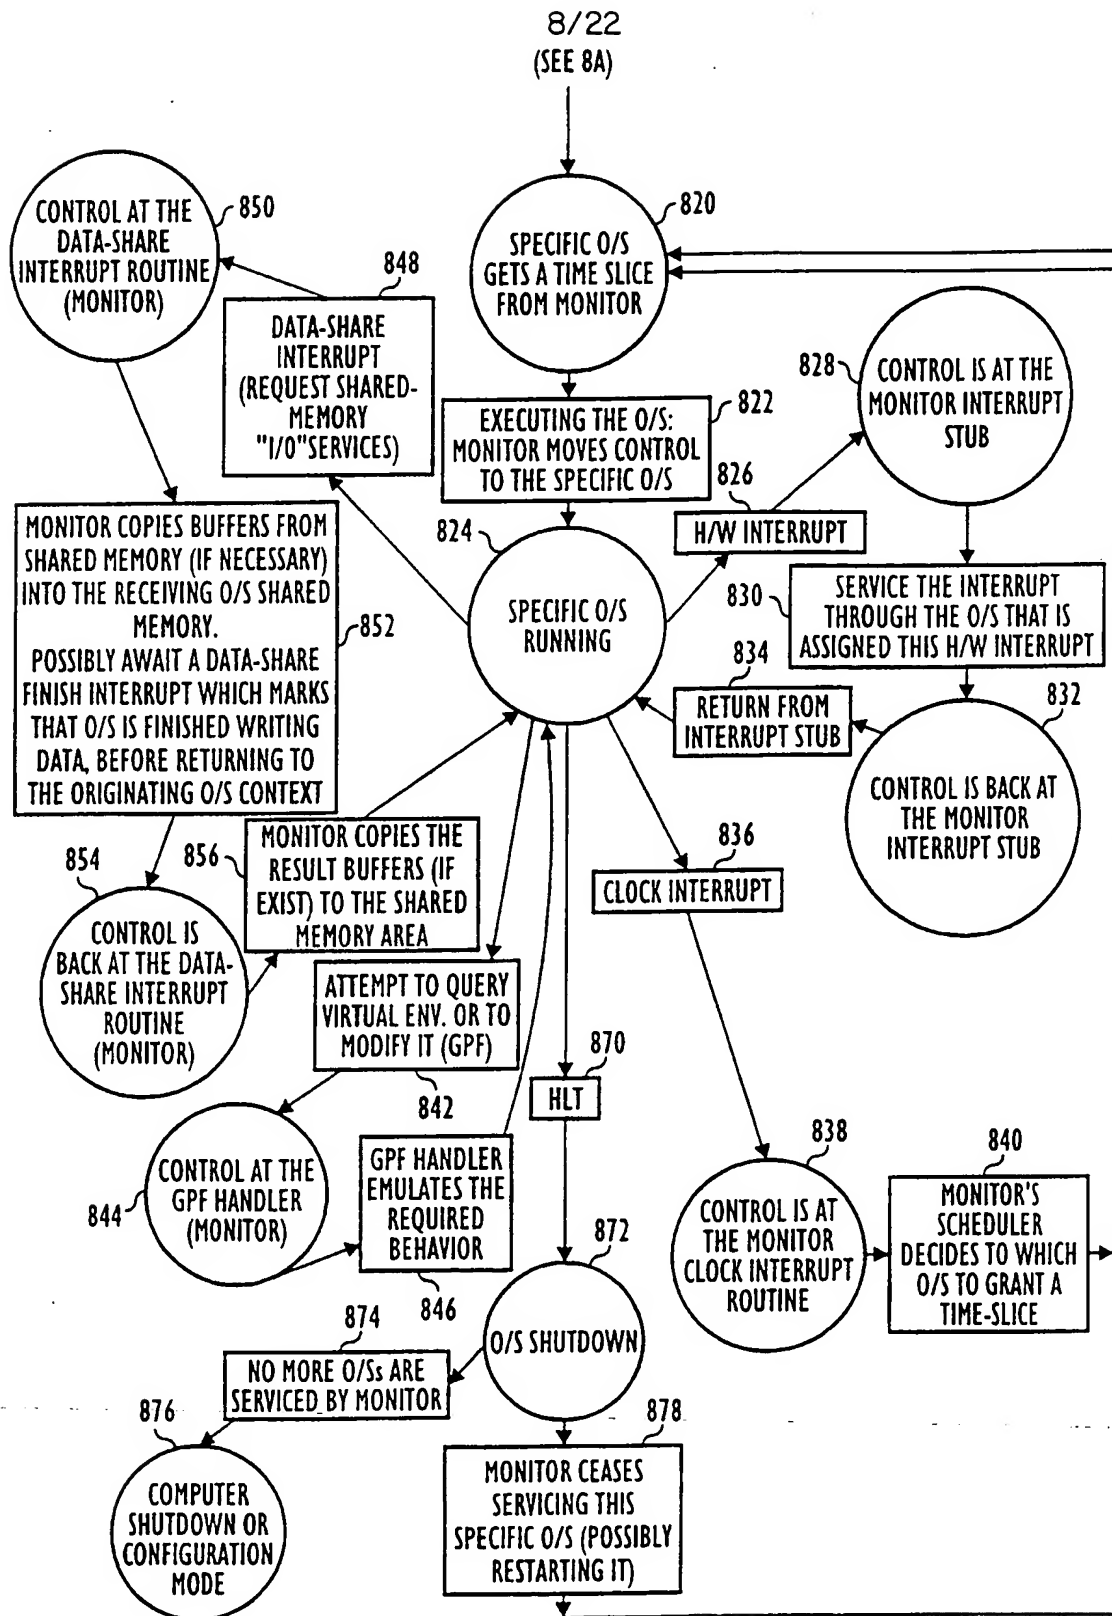 8/22
(SEE 8A)
CONTROL AT THE
DATA-SHARE
INTERRUPT ROUTINE
(MONITOR)
850
848
DATA-SHARE
INTERRUPT
(REQUEST SHARED-
MEMORY
"I/O"SERVICES)
820
SPECIFIC O/S
GETS A TIME SLICE
FROM MONITOR
822
EXECUTING THE O/S:
MONITOR MOVES CONTROL
TO THE SPECIFIC O/S
824
SPECIFIC O/S
RUNNING
826
H/W INTERRUPT
828
CONTROL IS AT THE
MONITOR INTERRUPT
STUB
830
SERVICE THE INTERRUPT
THROUGH THE O/S THAT IS
ASSIGNED THIS H/W INTERRUPT
834
RETURN FROM
INTERRUPT STUB
832
CONTROL IS BACK AT
THE MONITOR
INTERRUPT STUB
MONITOR COPIES BUFFERS FROM
SHARED MEMORY (IF NECESSARY)
INTO THE RECEIVING O/S SHARED
MEMORY.
POSSIBLY AWAIT A DATA-SHARE
FINISH INTERRUPT WHICH MARKS
THAT O/S IS FINISHED WRITING
DATA, BEFORE RETURNING TO
THE ORIGINATING O/S CONTEXT
852
854
CONTROL IS
BACK AT THE DATA-
SHARE INTERRUPT
ROUTINE
(MONITOR)
856
MONITOR COPIES THE
RESULT BUFFERS (IF
EXIST) TO THE SHARED
MEMORY AREA
836
CLOCK INTERRUPT
ATTEMPT TO QUERY
VIRTUAL ENV. OR TO
MODIFY IT (GPF)
842
870
HLT
844
CONTROL AT THE
GPF HANDLER
(MONITOR)
GPF HANDLER
EMULATES THE
REQUIRED
BEHAVIOR
846
838
CONTROL IS AT
THE MONITOR
CLOCK INTERRUPT
ROUTINE
840
MONITOR'S
SCHEDULER
DECIDES TO WHICH
O/S TO GRANT A
TIME-SLICE
872
O/S SHUTDOWN
874
NO MORE O/Ss ARE
SERVICED BY MONITOR
876
COMPUTER
SHUTDOWN OR
CONFIGURATION
MODE
878
MONITOR CEASES
SERVICING THIS
SPECIFIC O/S (POSSIBLY
RESTARTING IT)